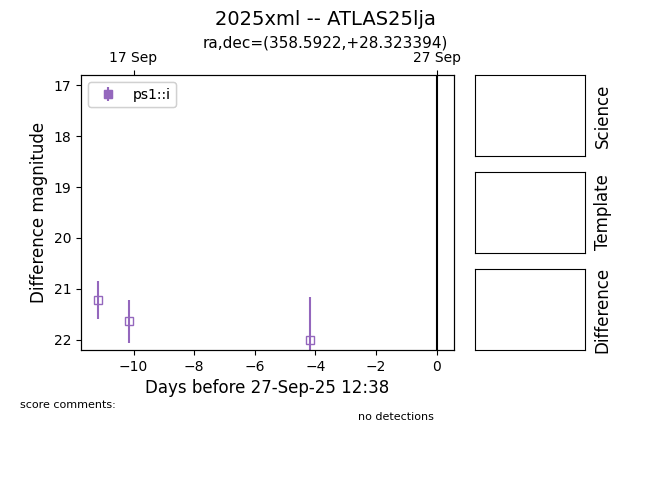 2025xml -- ATLAS25lja
ra,dec=(358.5922,+28.323394)
17 Sep
27 Sep
ps1::i
17
18
19
20
21
22
Difference magnitude
−10
−8
−6
−4
−2
0
Days before 27-Sep-25 12:38
Science
Template
Difference
score comments:
no detections